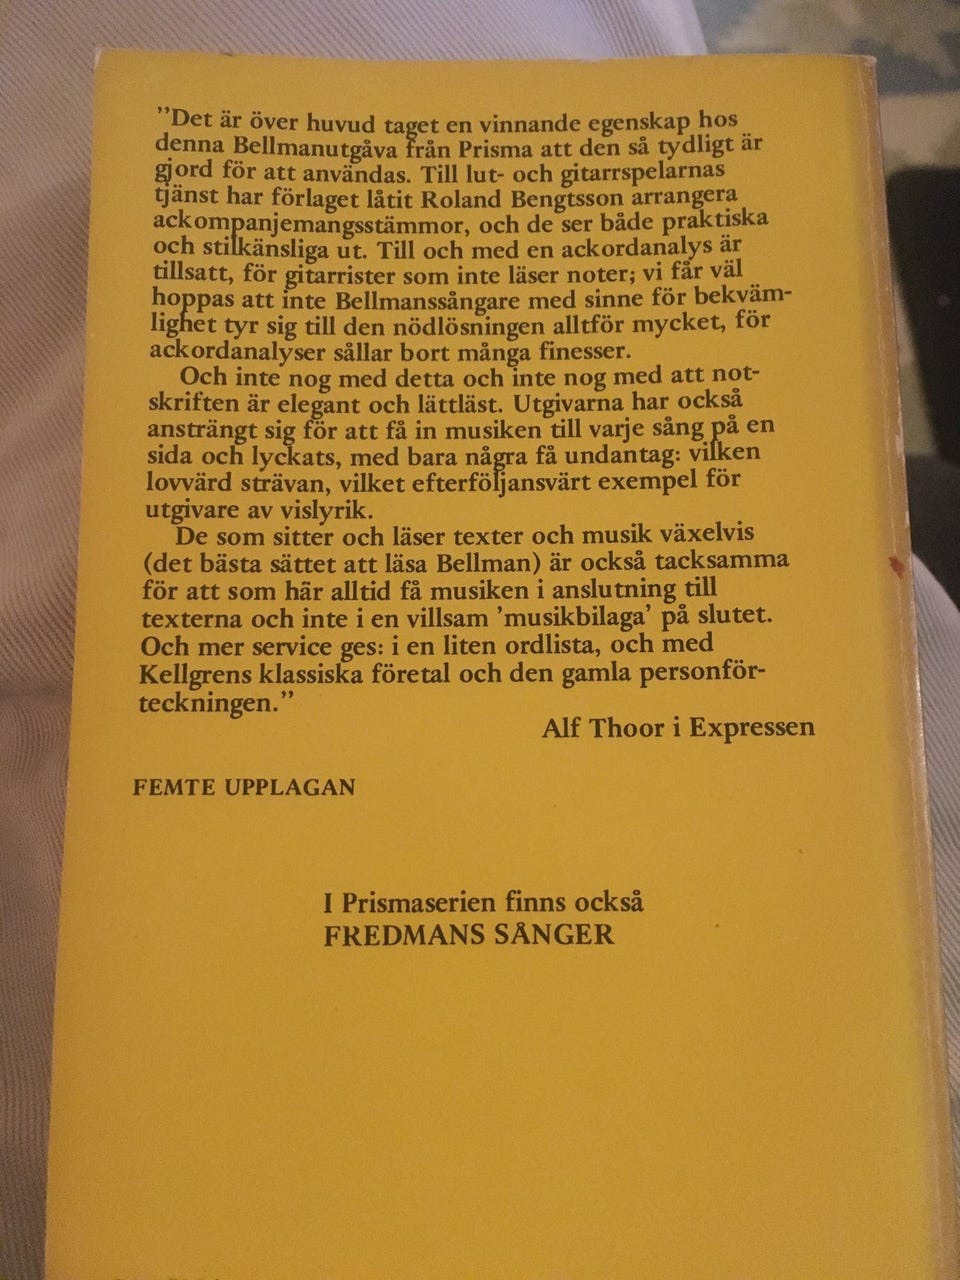 ”Det är över huvud taget en vinnande egenskap hos
denna Bellmanutgåva från Prisma att den så tydligt är
gjord för att användas. Till lut- och gitarrspelarnas
tjänst har förlaget låtit Roland Bengtsson arrangera
ackompanjemangsstämmor, och de ser både praktiska
och stilkänsliga ut. Till och med en ackordanalys är
tillsatt, för gitarrister som inte läser noter; vi får väl
hoppas att inte Bellmanssångare med sinne för bekväm-
lighet tyr sig till den nödlösningen alltför mycket, för
ackordanalyser sållar bort många finesser.
Och inte nog med detta och inte nog med att not-
skriften är elegant och lättläst. Utgivarna har också
ansträngt sig för att få in musiken till varje sång på en
sida och lyckats, med bara några få undantag: vilken
lovvärd strävan, vilket efterföljansvärt exempel för
utgivare av vislyrik.
De som sitter och läser texter och musik växelvis
(det bästa sättet att läsa Bellman) är också tacksamma
för att som här alltid få musiken i anslutning till
texterna och inte i en villsam ’musikbilaga’ på slutet.
Och mer service ges: i en liten ordlista, och med
Kellgrens klassiska företal och den gamla personför-
teckningen.”
Alf Thoor i Expressen
FEMTE UPPLAGAN
I Prismaserien finns också
FREDMANS SÅNGER